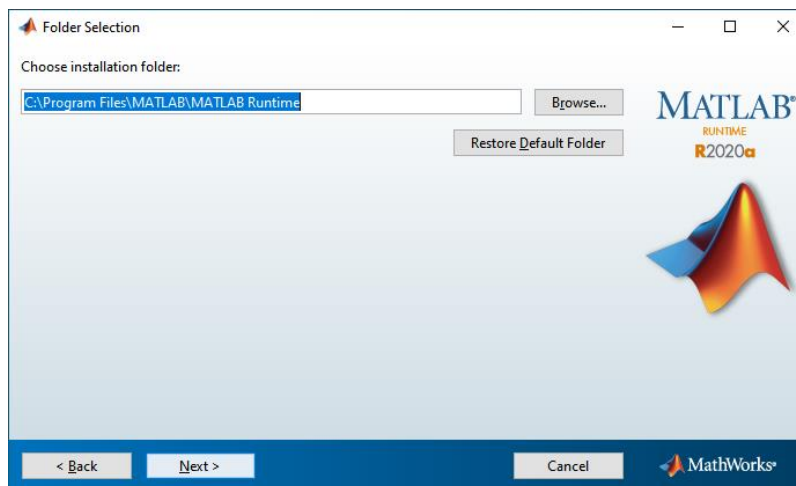 Folder Selection
Choose installation folder:
C:\Program Files\MATLAB\MATLAB Runtime
Browse...
Restore Default Folder
MATLAB®
RUNTIME
R2020a
< Back
Next >
Cancel
MathWorks®